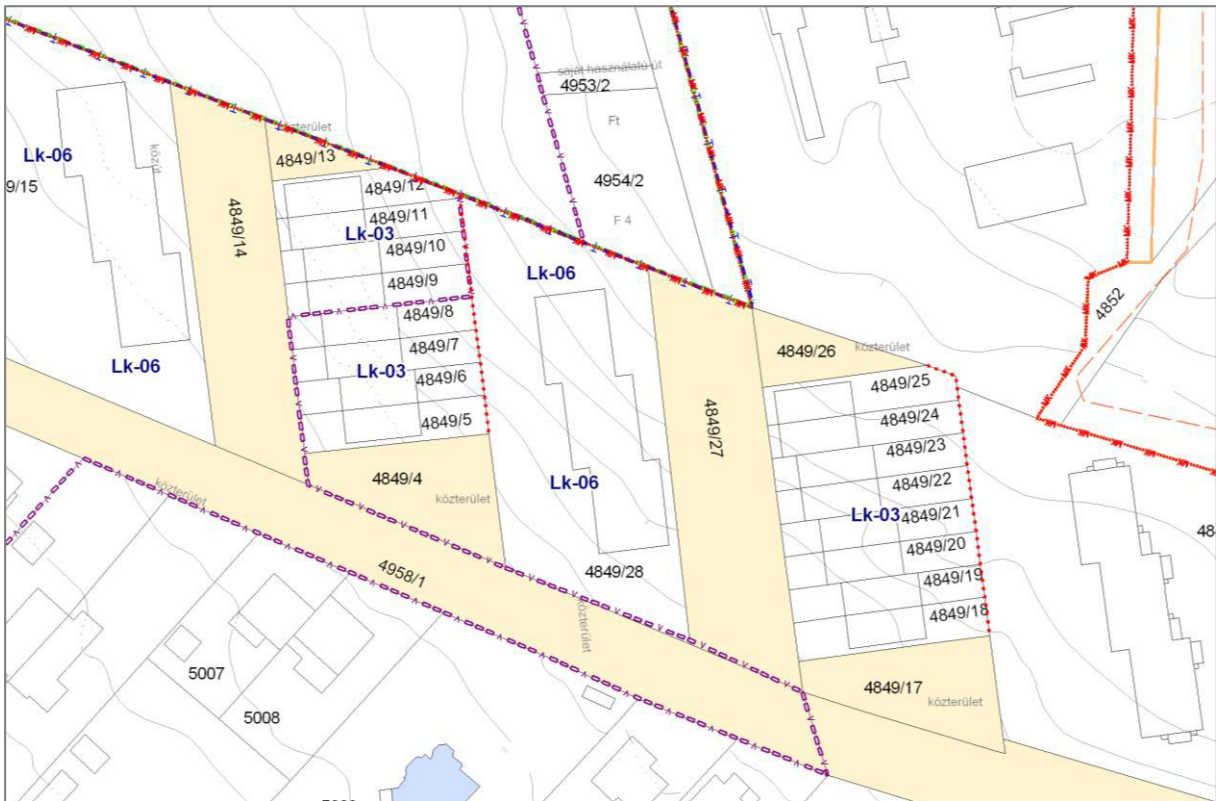 saját használatú út
4953/2
Ft
4954/2
F 4
közterület
4849/13
Lk-06
közút
9/15
4849/14
4849/12
4849/11
Lk-03
4849/10
4849/9
4849/8
4849/7
Lk-03
4849/6
4849/5
Lk-06
4849/4
közterület
Lk-06
Lk-06
4849/28
4849/27
4849/26
közterület
4849/25
4849/24
4849/23
4849/22
Lk-03
4849/21
4849/20
4849/19
4849/18
4849/17
közterület
4852
48
közterület
4958/1
közterület
5007
5008